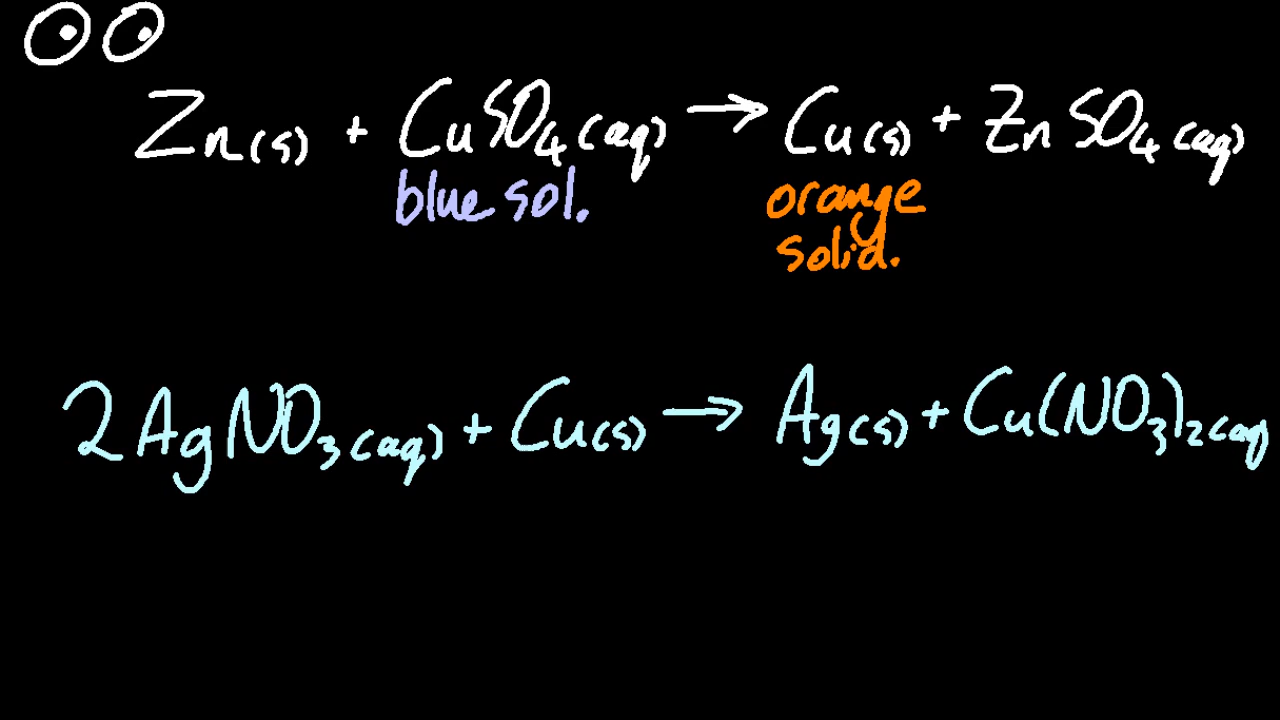 Zn(s) + CuSO₄(aq) → Cu(s) + ZnSO₄(aq)
blue sol. orange
solid.
2AgNO₃(aq) + Cu(s) → Ag(s) + Cu(NO₃)₂(aq